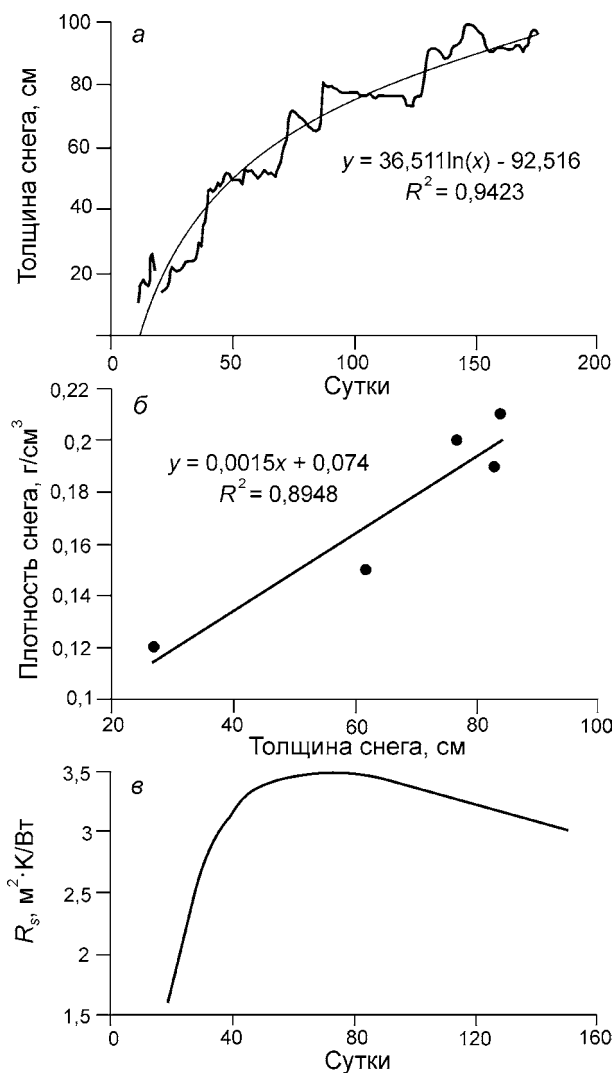 а
100
80
60
40
20
Толщина снега, см
y = 36,511ln(x) - 92,516
R² = 0,9423
0 50 100 150 200
Сутки
б
0,22
0,2
0,18
0,16
0,14
0,12
0,1
Плотность снега, г/см³
y = 0,0015x + 0,074
R² = 0,8948
20 40 60 80 100
Толщина снега, см
в
3,5
3
2,5
2
1,5
Rₛ, м²·К/Вт
0 40 80 120 160
Сутки